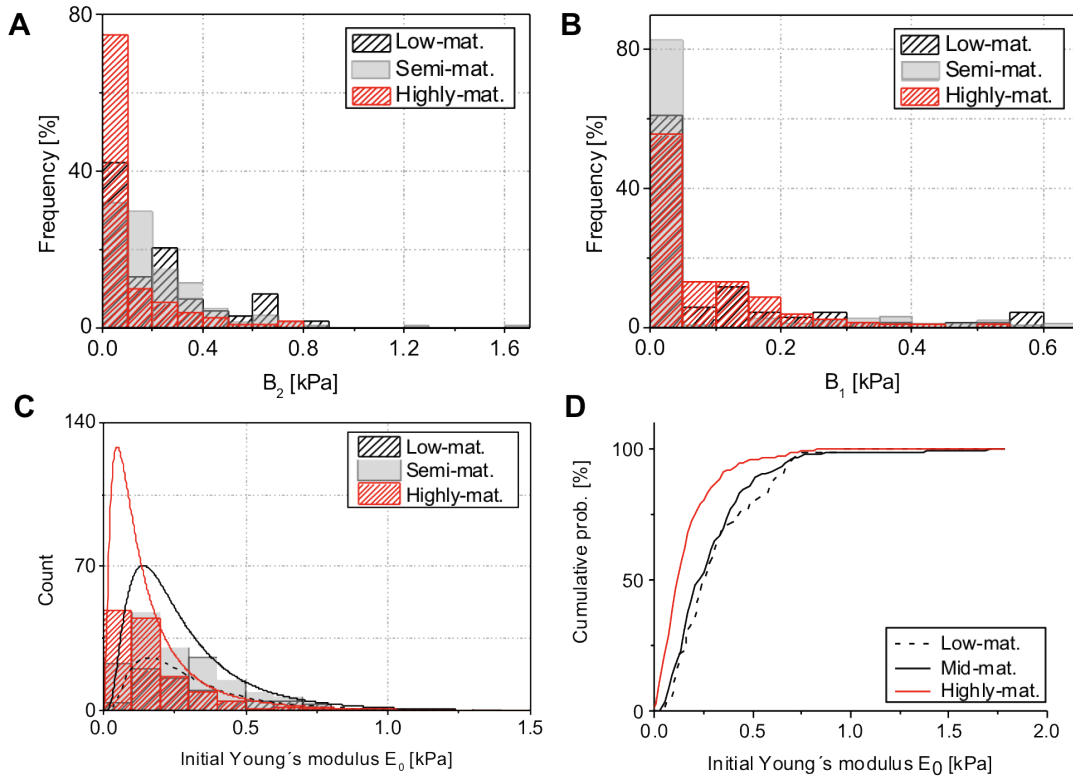 A
80
40
0
Frequency [%]
Low-mat.
Semi-mat.
Highly-mat.
0.0 0.4 0.8 1.2 1.6
B2 [kPa]
B
80
40
0
Frequency [%]
Low-mat.
Semi-mat.
Highly-mat.
0.0 0.2 0.4 0.6
B1 [kPa]
C
140
70
0
Count
Low-mat.
Semi-mat.
Highly-mat.
0.0 0.5 1.0 1.5
Initial Young´s modulus E0 [kPa]
D
100
50
0
Cumulative prob. [%]
Low-mat.
Mid-mat.
Highly-mat.
0.0 0.5 1.0 1.5 2.0
Initial Young´s modulus E0 [kPa]